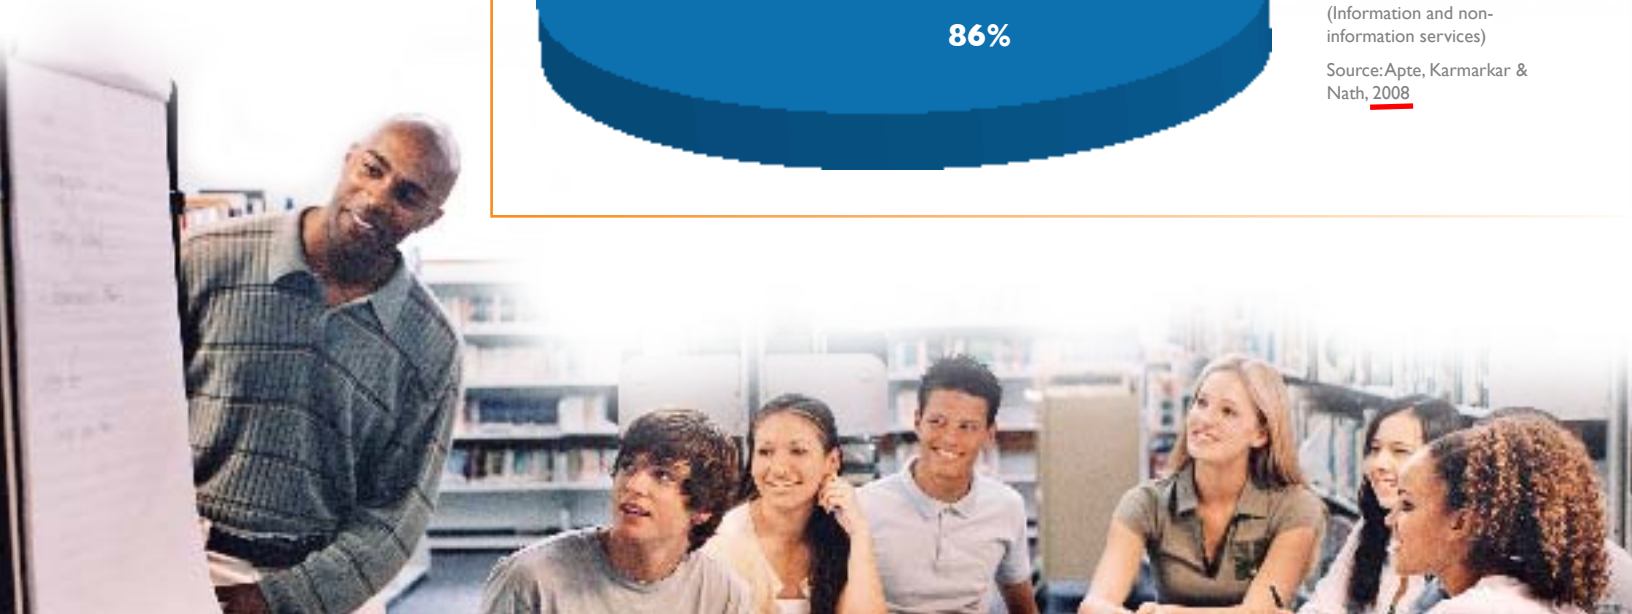 86%
(Information and non-
information services)
Source: Apte, Karmarkar &
Nath, 2008